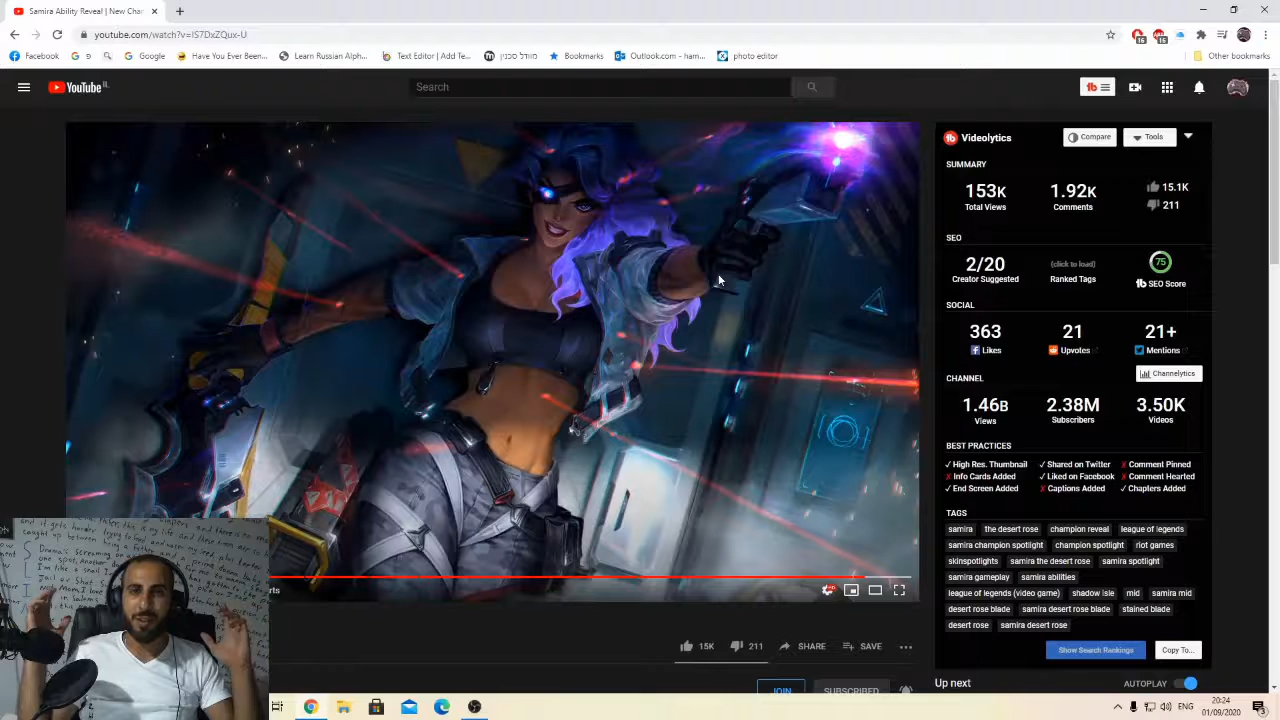 Samira Ability Reveal | New Char
youtube.com/watch?v=IS7DxZQux-U
Facebook
פ - G
Google
Have You Ever Been...
Learn Russian Alph...
Text Editor | Add Te...
מורל ספנין
Bookmarks
Outlook.com - ham...
photo editor
Other bookmarks
YouTube IL
Search
Videolytics
Compare
Tools
SUMMARY
153K 1.92K 15.1K
Total Views Comments 211
SEO
2/20 (click to load) 75
Creator Suggested Ranked Tags tb SEO Score
SOCIAL
363 21 21+
Likes Upvotes Mentions
CHANNEL Channelytics
1.46B 2.38M 3.50K
Views Subscribers Videos
BEST PRACTICES
✓ High Res. Thumbnail ✓ Shared on Twitter ✗ Comment Pinned
✗ Info Cards Added ✓ Liked on Facebook ✗ Comment Hearted
✓ End Screen Added ✗ Captions Added ✓ Chapters Added
TAGS
samira the desert rose champion reveal league of legends
samira champion spotlight champion spotlight riot games
skinspotlights samira the desert rose samira spotlight
samira gameplay samira abilities
league of legends (video game) shadow isle mid samira mid
desert rose blade samira desert rose blade stained blade
desert rose samira desert rose
Show Search Rankings Copy To...
Up next AUTOPLAY
15K 211 SHARE SAVE
JOIN SUBSCRIBED
20:24
01/09/2020